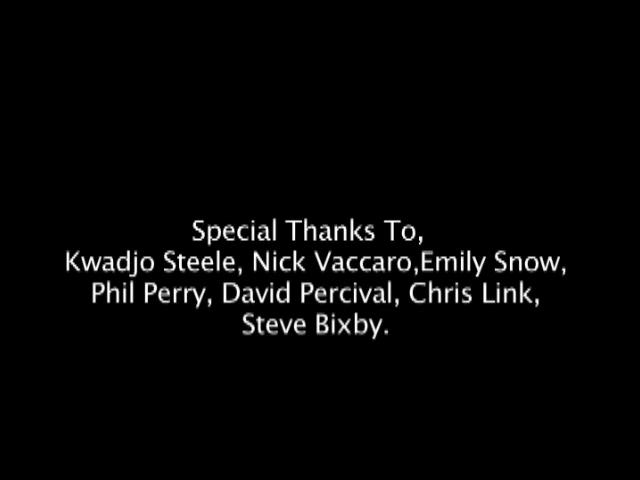 Special Thanks To,
Kwadjo Steele, Nick Vaccaro,Emily Snow,
Phil Perry, David Percival, Chris Link,
Steve Bixby.